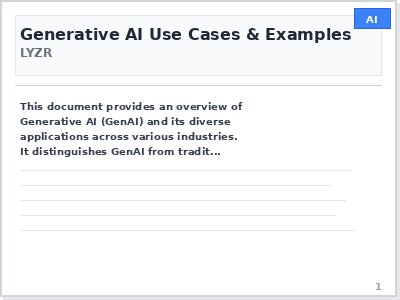 AI
Generative AI Use Cases & Examples
LYZR
This document provides an overview of
Generative AI (GenAI) and its diverse
applications across various industries.
It distinguishes GenAI from tradit...
1